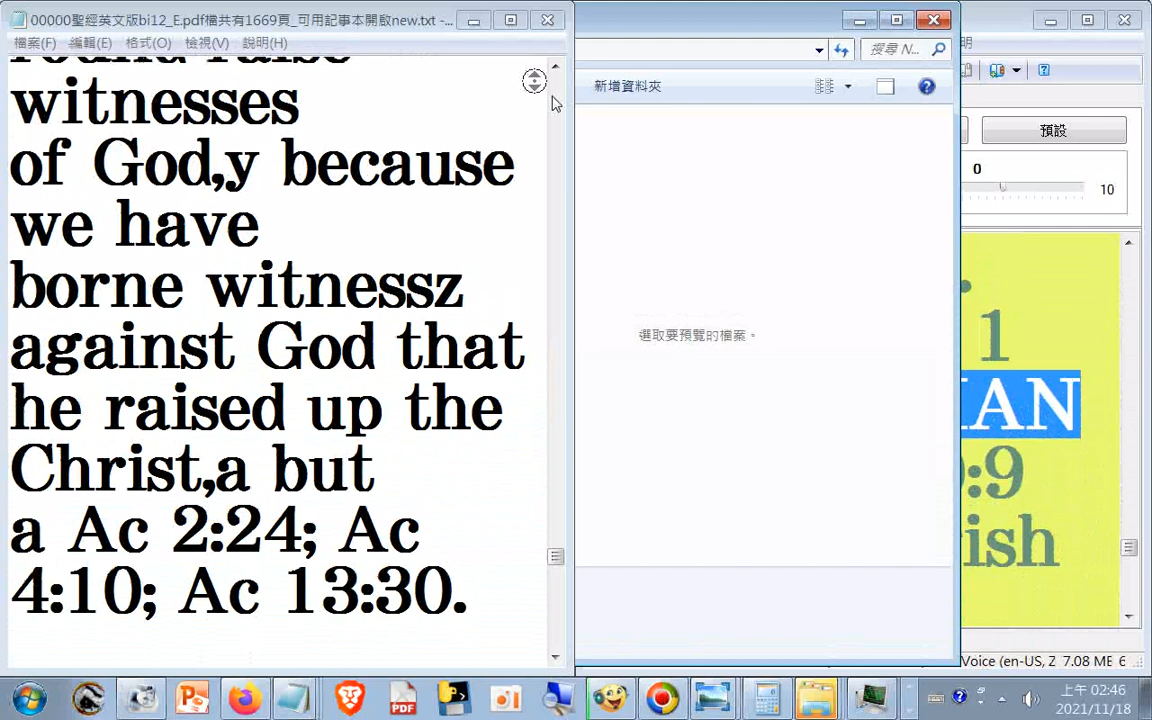 00000聖經英文版bi12_E.pdf檔共有1669頁_可用記事本開啟new.txt -...
檔案(F) 編輯(E) 格式(O) 檢視(V) 說明(H)
witnesses
of God,y because
we have
borne witnessz
against God that
he raised up the
Christ,a but
a Ac 2:24; Ac
4:10; Ac 13:30.
搜尋 N...
新增資料夾
選取要預覽的檔案。
明
預設
0
10
1
AN
:9
ish
Voice (en-US, Z 7.08 ME 6
PDF
上午 02:46
2021/11/18